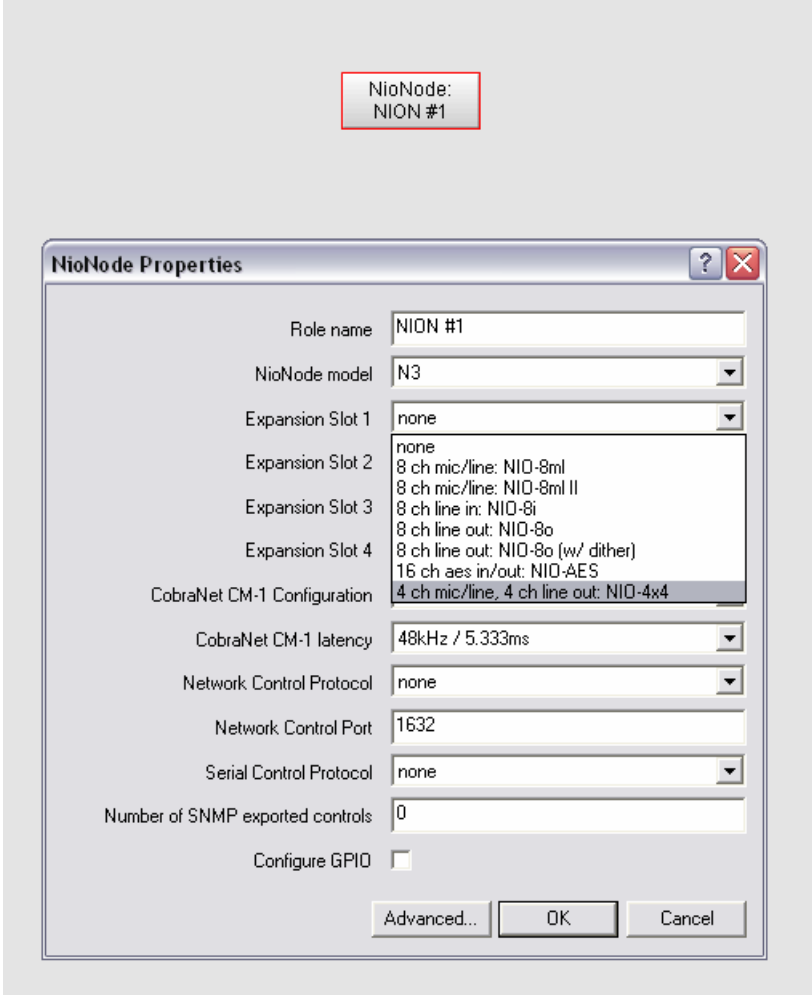 NioNode:
NION #1
NioNode Properties
?
Role name NION #1
NioNode model N3
Expansion Slot 1 none
none
Expansion Slot 2 8 ch mic/line: NIO-8ml
8 ch mic/line: NIO-8ml II
Expansion Slot 3 8 ch line in: NIO-8i
8 ch line out: NIO-8o
Expansion Slot 4 8 ch line out: NIO-8o (w/ dither)
16 ch aes in/out: NIO-AES
CobraNet CM-1 Configuration 4 ch mic/line, 4 ch line out: NIO-4x4
CobraNet CM-1 latency 48kHz / 5.333ms
Network Control Protocol none
Network Control Port 1632
Serial Control Protocol none
Number of SNMP exported controls 0
Configure GPIO
Advanced... OK Cancel